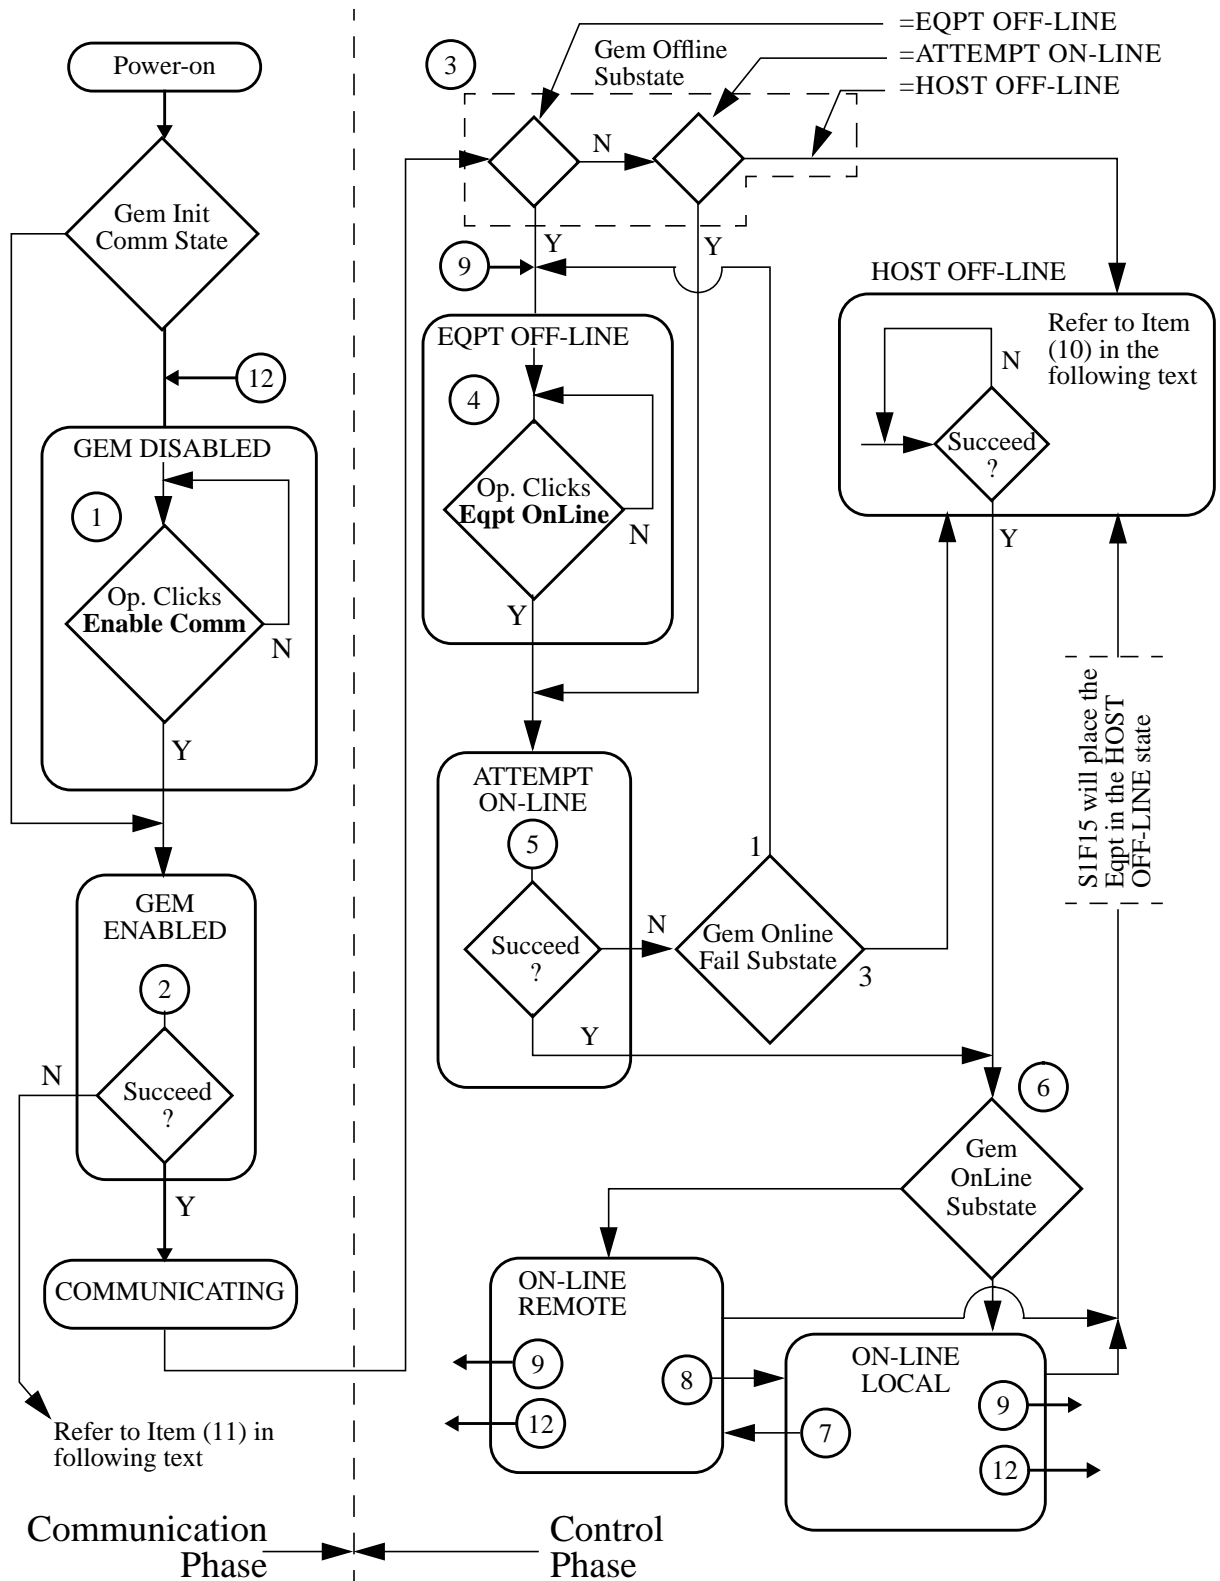 =EQPT OFF-LINE
=ATTEMPT ON-LINE
=HOST OFF-LINE
Gem Offline
Substate
3
Power-on
Gem Init
Comm State
12
GEM DISABLED
1
Op. Clicks
Enable Comm
N
Y
GEM
ENABLED
2
Succeed
?
N
Y
COMMUNICATING
Refer to Item (11) in
following text
Communication
Phase
N
Y
Y
9
EQPT OFF-LINE
4
Op. Clicks
Eqpt OnLine
N
Y
ATTEMPT
ON-LINE
5
Succeed
?
N
Y
1
Gem Online
Fail Substate
3
HOST OFF-LINE
Refer to Item
(10) in the
following text
N
Succeed
?
Y
S1F15 will place the
Eqpt in the HOST
OFF-LINE state
6
Gem
OnLine
Substate
ON-LINE
REMOTE
9
12
8
ON-LINE
LOCAL
7
9
12
Control
Phase